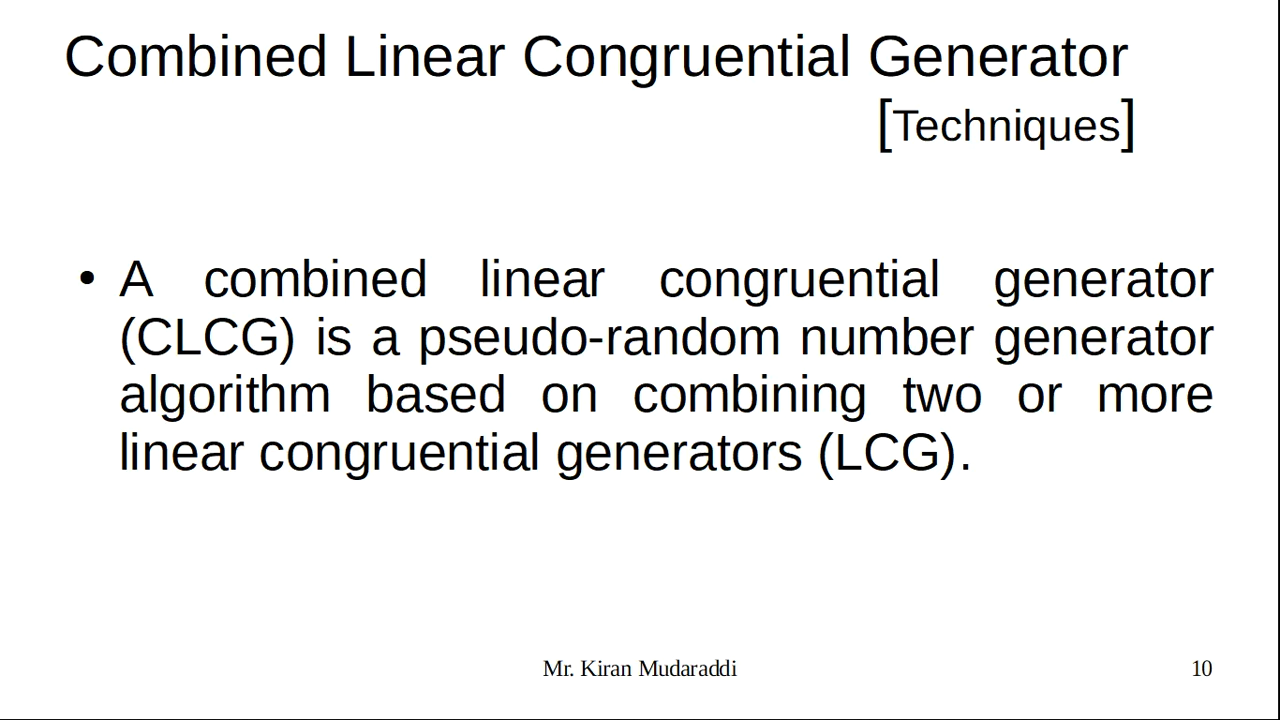 Combined Linear Congruential Generator
[Techniques]
• A combined linear congruential generator
(CLCG) is a pseudo-random number generator
algorithm based on combining two or more
linear congruential generators (LCG).
Mr. Kiran Mudaraddi
10